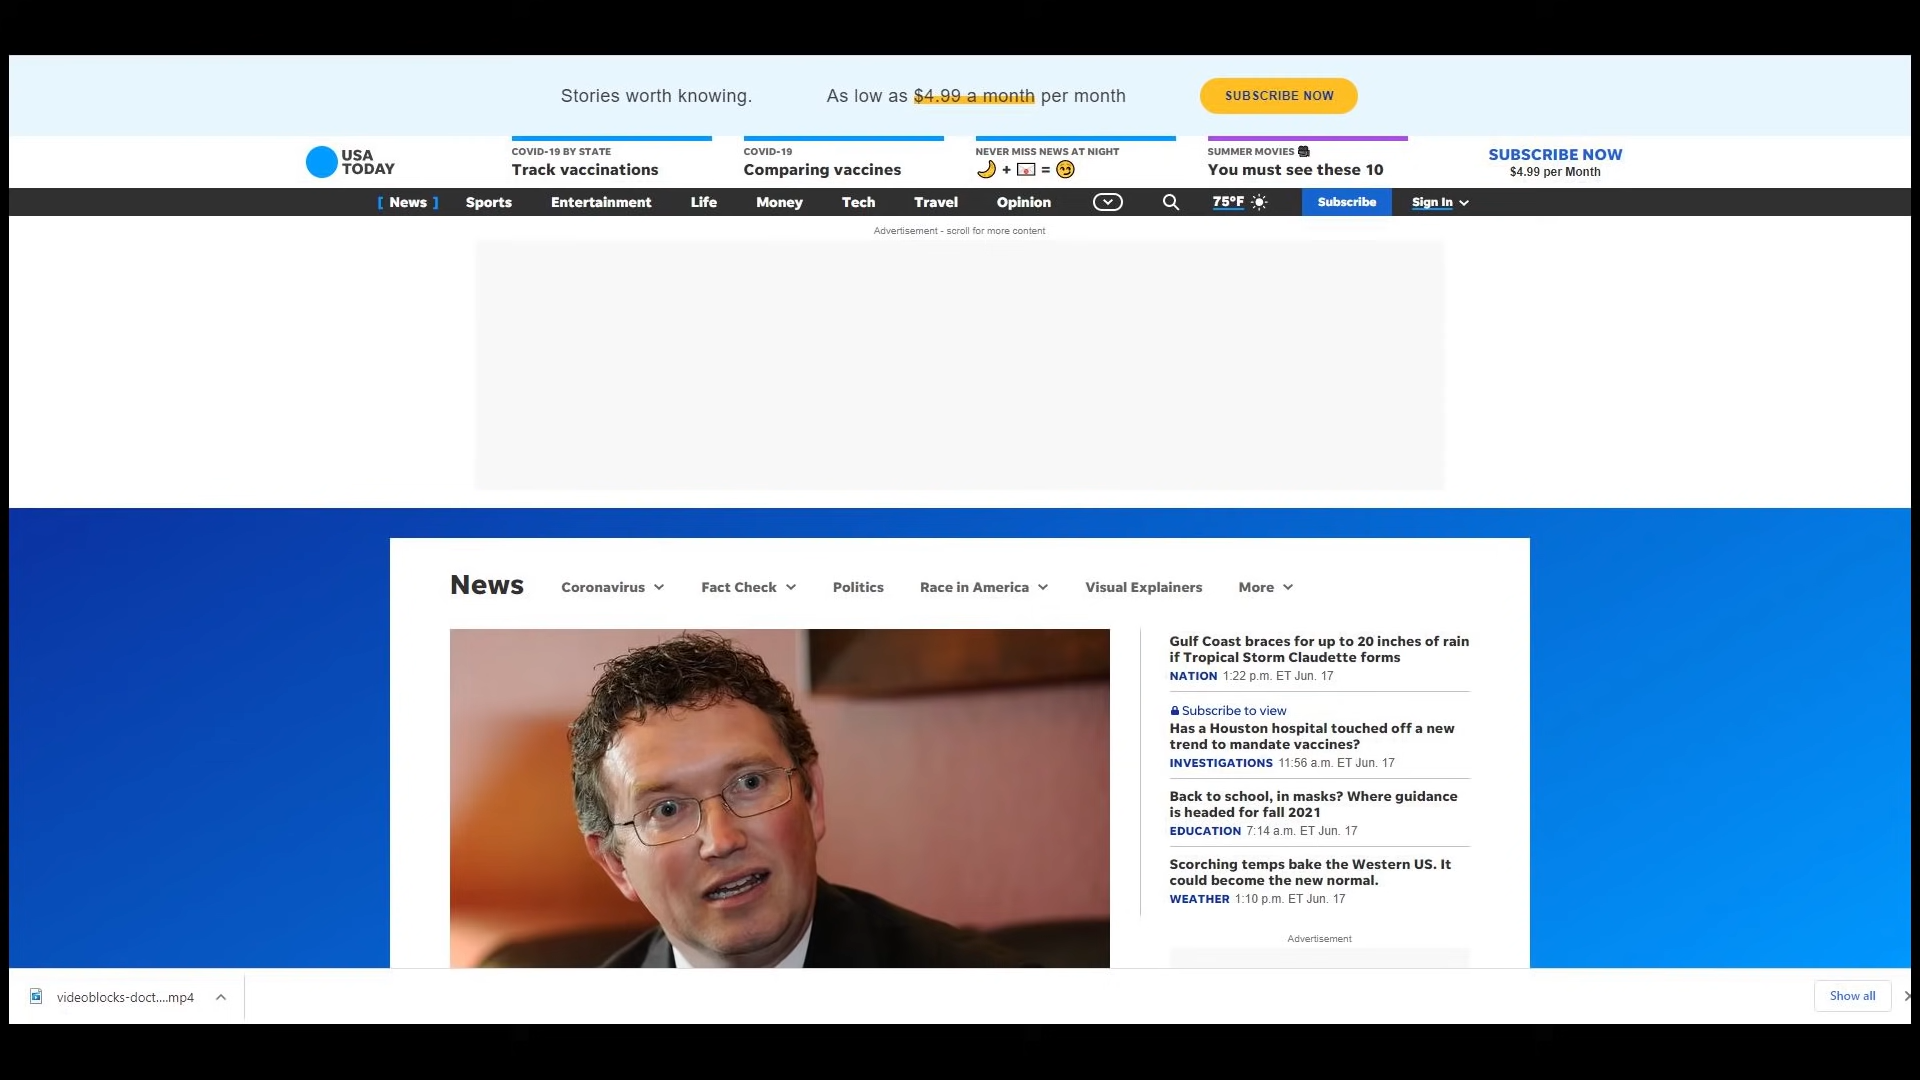 Stories worth knowing.
As low as $4.99 a month per month
SUBSCRIBE NOW
USA
TODAY
COVID-19 BY STATE
Track vaccinations
COVID-19
Comparing vaccines
NEVER MISS NEWS AT NIGHT
🌙 + 💌 = 😏
SUMMER MOVIES 🎥
You must see these 10
SUBSCRIBE NOW
$4.99 per Month
[ News ]
Sports
Entertainment
Life
Money
Tech
Travel
Opinion
75°F
Subscribe
Sign In
Advertisement - scroll for more content
News
Coronavirus
Fact Check
Politics
Race in America
Visual Explainers
More
Gulf Coast braces for up to 20 inches of rain
if Tropical Storm Claudette forms
NATION 1:22 p.m. ET Jun. 17
Subscribe to view
Has a Houston hospital touched off a new
trend to mandate vaccines?
INVESTIGATIONS 11:56 a.m. ET Jun. 17
Back to school, in masks? Where guidance
is headed for fall 2021
EDUCATION 7:14 a.m. ET Jun. 17
Scorching temps bake the Western US. It
could become the new normal.
WEATHER 1:10 p.m. ET Jun. 17
Advertisement
videoblocks-doct....mp4
Show all